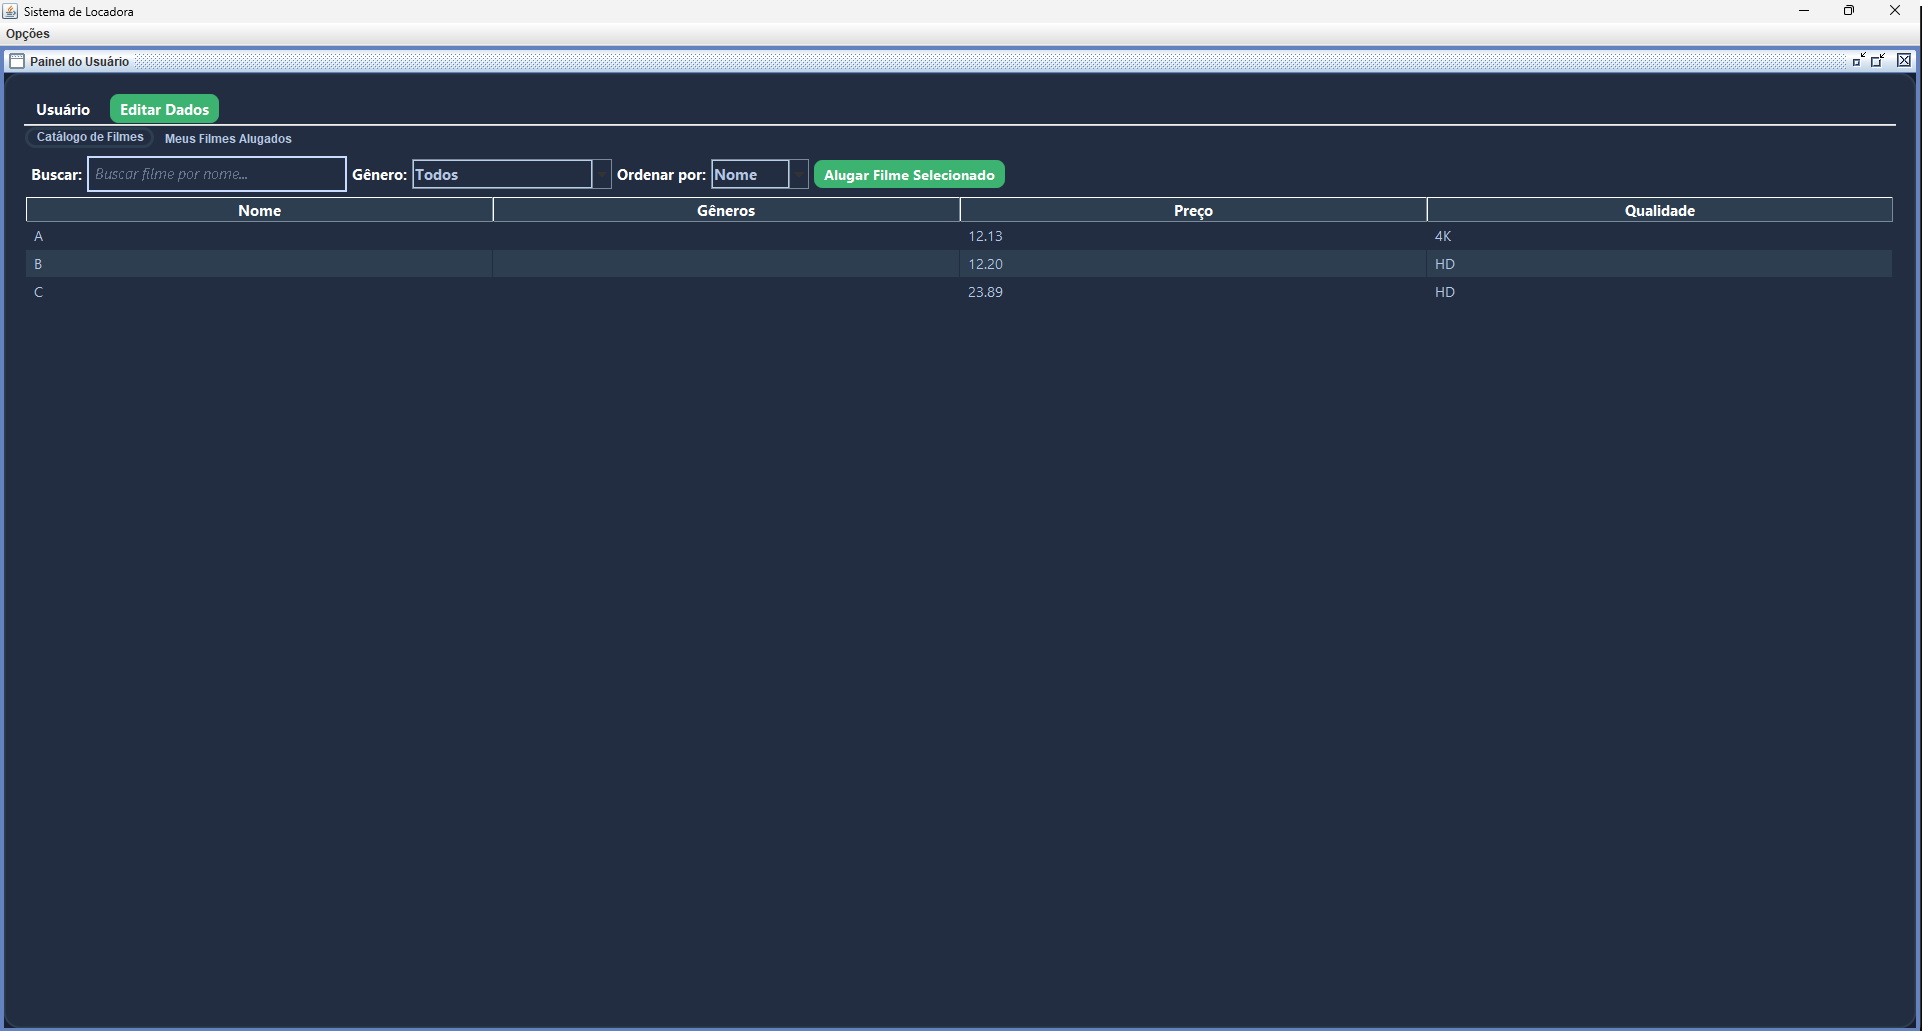 Sistema de Locadora
Opções
Painel do Usuário
Usuário Editar Dados
Catálogo de Filmes Meus Filmes Alugados
Buscar: Buscar filme por nome... Gênero: Todos Ordenar por: Nome Alugar Filme Selecionado
Nome Gêneros Preço Qualidade
A 12.13 4K
B 12.20 HD
C 23.89 HD